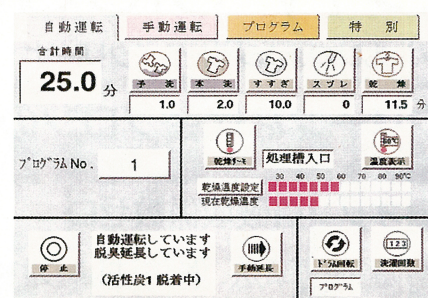 自動運転 手動運転 プログラム 特 別
合計時間
25.0 分
予 洗 本 洗 すすぎ スプレ 乾 燥
1.0 2.0 10.0 0 11.5 分
プログラムNo. 1
乾燥サーモ 処理槽入口 60℃ 温度表示
30 40 50 60 70 80 90℃
乾燥温度設定
現在乾燥温度
停 止
自動運転しています
脱臭延長しています
(活性炭1 脱着中)
手動延長
ドラム回転
プログラム
123
洗濯回数